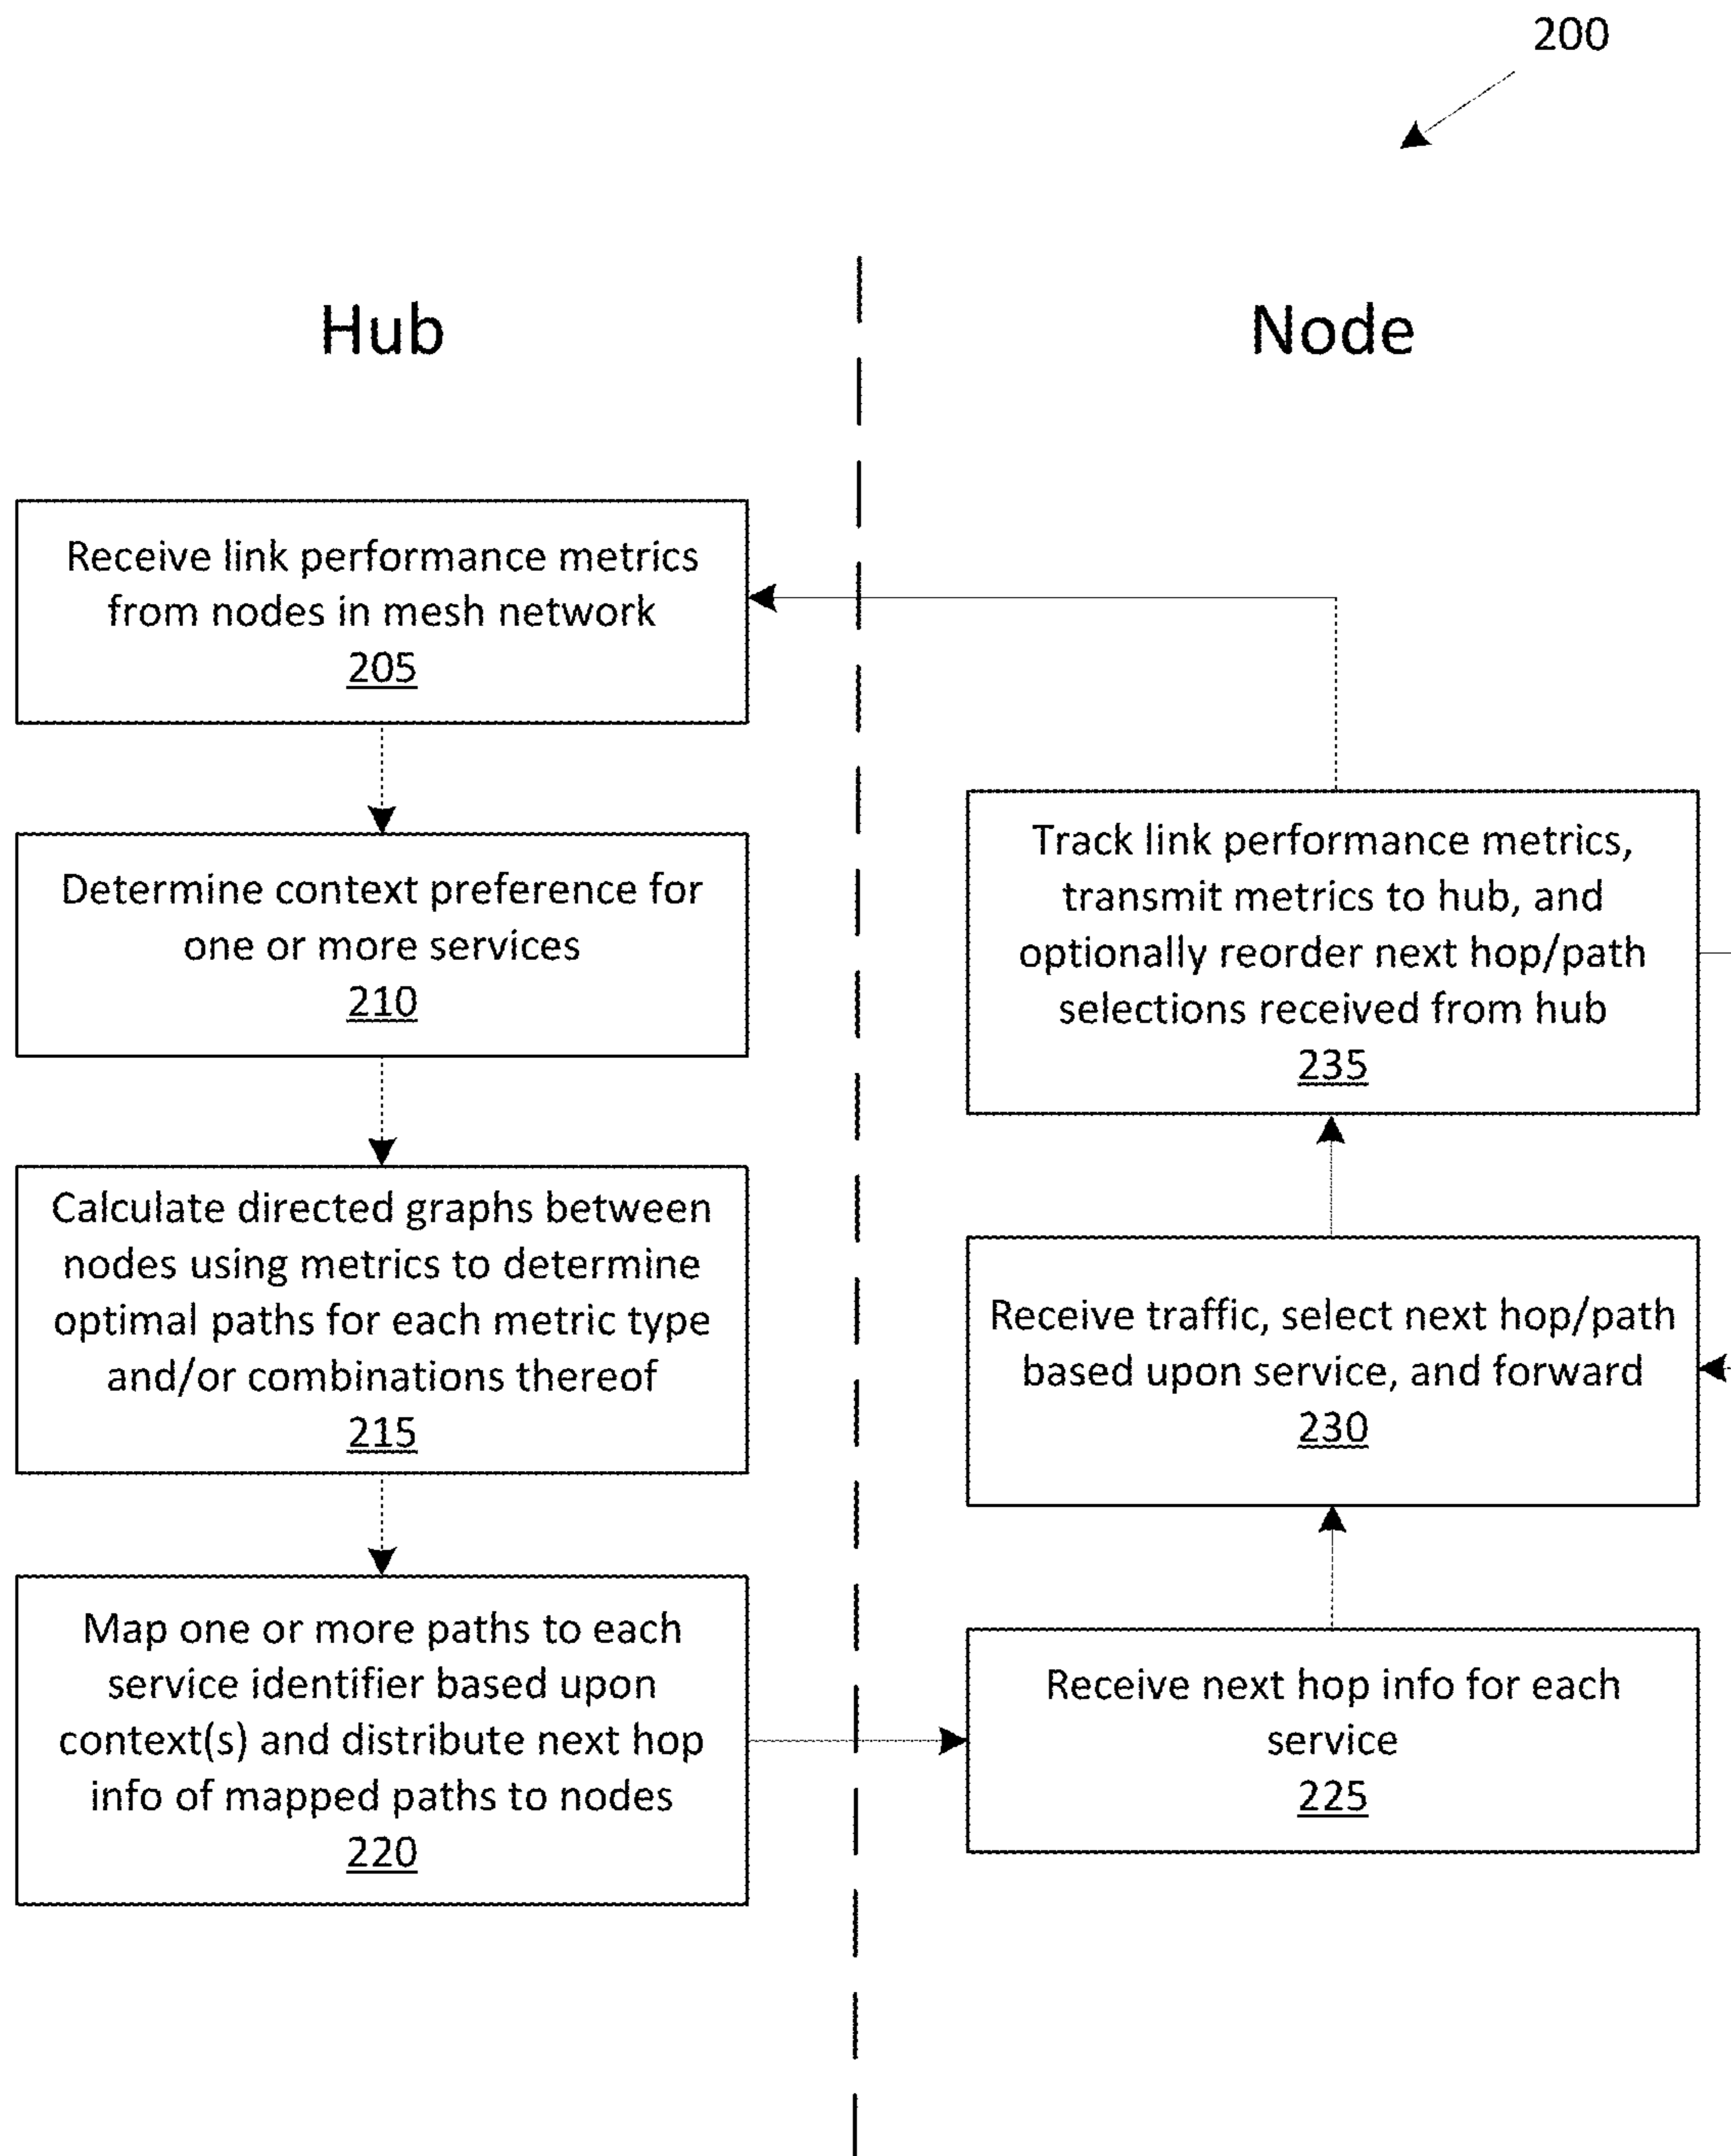 200
Hub
Node
Receive link performance metrics
from nodes in mesh network
205
Determine context preference for
one or more services
210
Calculate directed graphs between
nodes using metrics to determine
optimal paths for each metric type
and/or combinations thereof
215
Map one or more paths to each
service identifier based upon
context(s) and distribute next hop
info of mapped paths to nodes
220
Track link performance metrics,
transmit metrics to hub, and
optionally reorder next hop/path
selections received from hub
235
Receive traffic, select next hop/path
based upon service, and forward
230
Receive next hop info for each
service
225